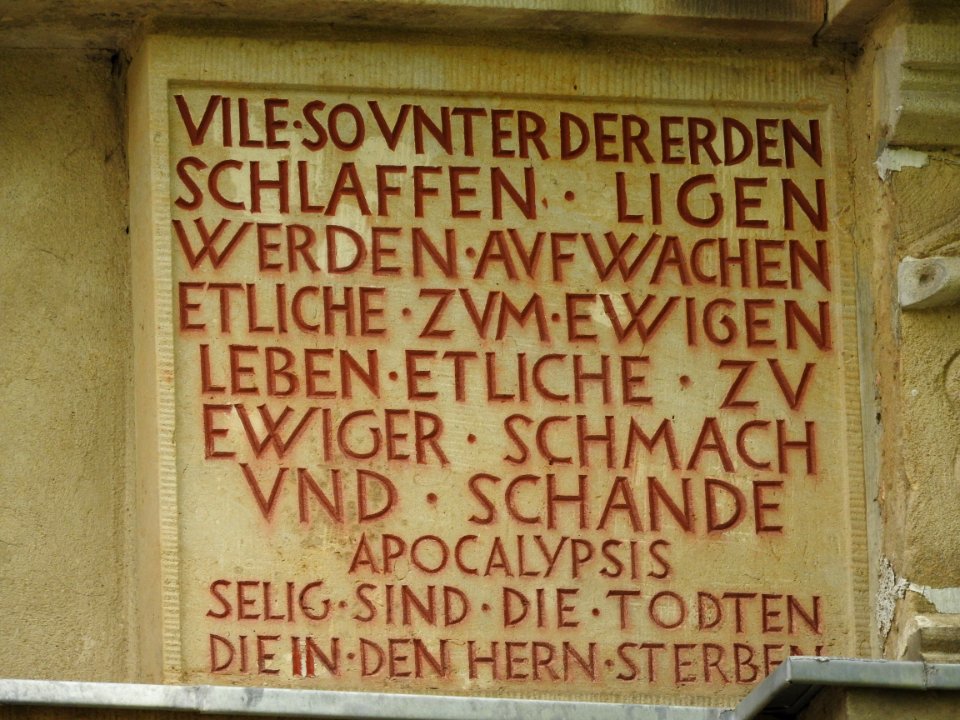 VILE·SO VNTER DER ERDEN
SCHLAFFEN · LIGEN
WERDEN·AVFWACHEN
ETLICHE·ZVM·EWIGEN
LEBEN·ETLICHE · ZV
EWIGER · SCHMACH
VND · SCHANDE
APOCALYPSIS
SELIG·SIND·DIE·TODTEN
DIE IN·DEN HERN·STERBEN